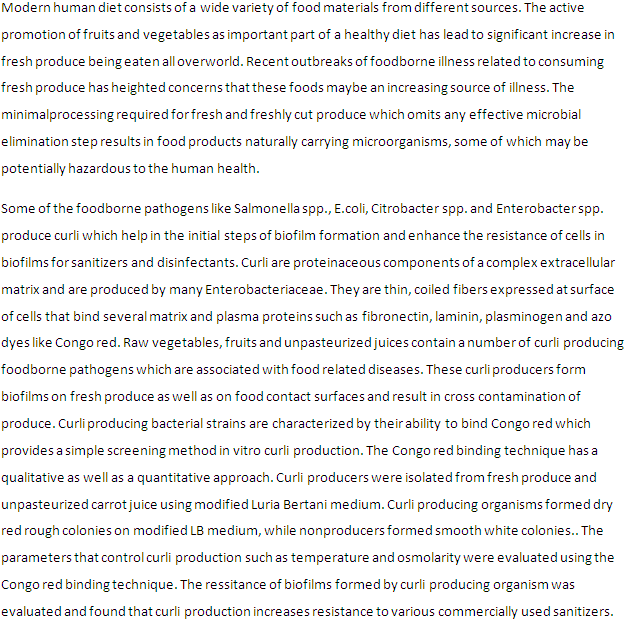 Modern human diet consists of a wide variety of food materials from different sources. The active
promotion of fruits and vegetables as important part of a healthy diet has lead to significant increase in
fresh produce being eaten all overworld. Recent outbreaks of foodborne illness related to consuming
fresh produce has heighted concerns that these foods maybe an increasing source of illness. The
minimalprocessing required for fresh and freshly cut produce which omits any effective microbial
elimination step results in food products naturally carrying microorganisms, some of which may be
potentially hazardous to the human health.
Some of the foodborne pathogens like Salmonella spp., E.coli, Citrobacter spp. and Enterobacter spp.
produce curli which help in the initial steps of biofilm formation and enhance the resistance of cells in
biofilms for sanitizers and disinfectants. Curli are proteinaceous components of a complex extracellular
matrix and are produced by many Enterobacteriaceae. They are thin, coiled fibers expressed at surface
of cells that bind several matrix and plasma proteins such as fibronectin, laminin, plasminogen and azo
dyes like Congo red. Raw vegetables, fruits and unpasteurized juices contain a number of curli producing
foodborne pathogens which are associated with food related diseases. These curli producers form
biofilms on fresh produce as well as on food contact surfaces and result in cross contamination of
produce. Curli producing bacterial strains are characterized by their ability to bind Congo red which
provides a simple screening method in vitro curli production. The Congo red binding technique has a
qualitative as well as a quantitative approach. Curli producers were isolated from fresh produce and
unpasteurized carrot juice using modified Luria Bertani medium. Curli producing organisms formed dry
red rough colonies on modified LB medium, while nonproducers formed smooth white colonies.. The
parameters that control curli production such as temperature and osmolarity were evaluated using the
Congo red binding technique. The ressitance of biofilms formed by curli producing organism was
evaluated and found that curli production increases resistance to various commercially used sanitizers.